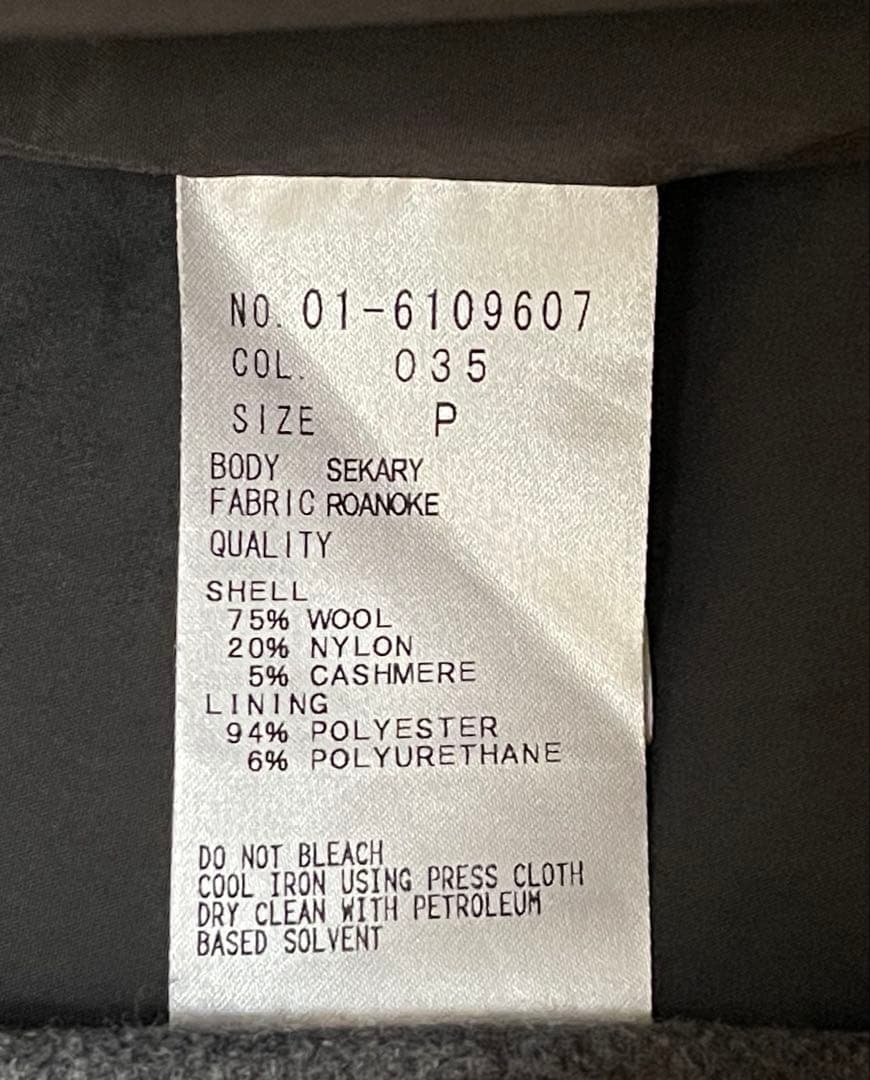 NO. 01-6109607
COL. 035
SIZE P
BODY SEKARY
FABRIC ROANOKE
QUALITY
SHELL
75% WOOL
20% NYLON
5% CASHMERE
LINING
94% POLYESTER
6% POLYURETHANE
DO NOT BLEACH
COOL IRON USING PRESS CLOTH
DRY CLEAN WITH PETROLEUM
BASED SOLVENT